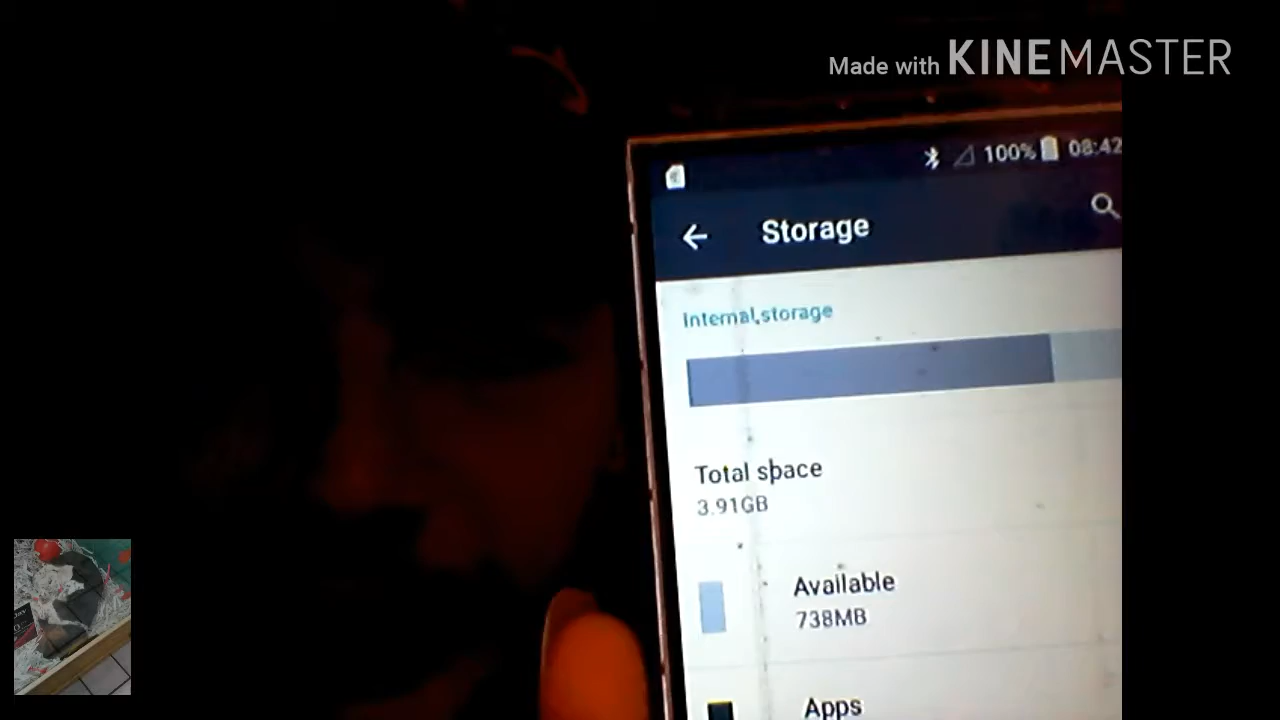 Made with KINEMASTER
100% 08:42
Storage
Internal storage
Total space
3.91GB
Available
738MB
Apps